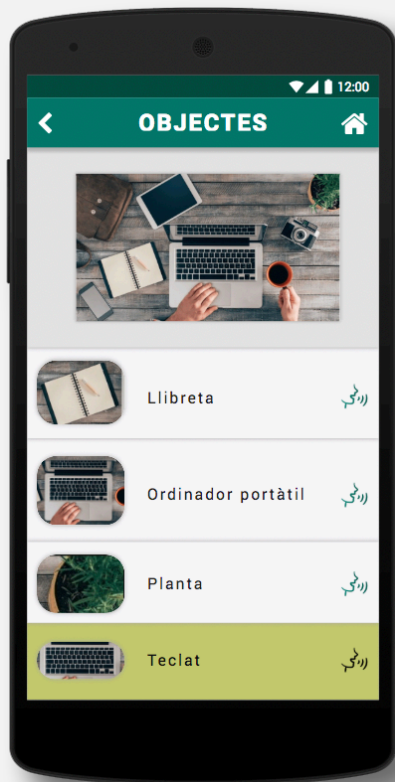 12:00
OBJECTES
Llibreta
Ordinador portàtil
Planta
Teclat